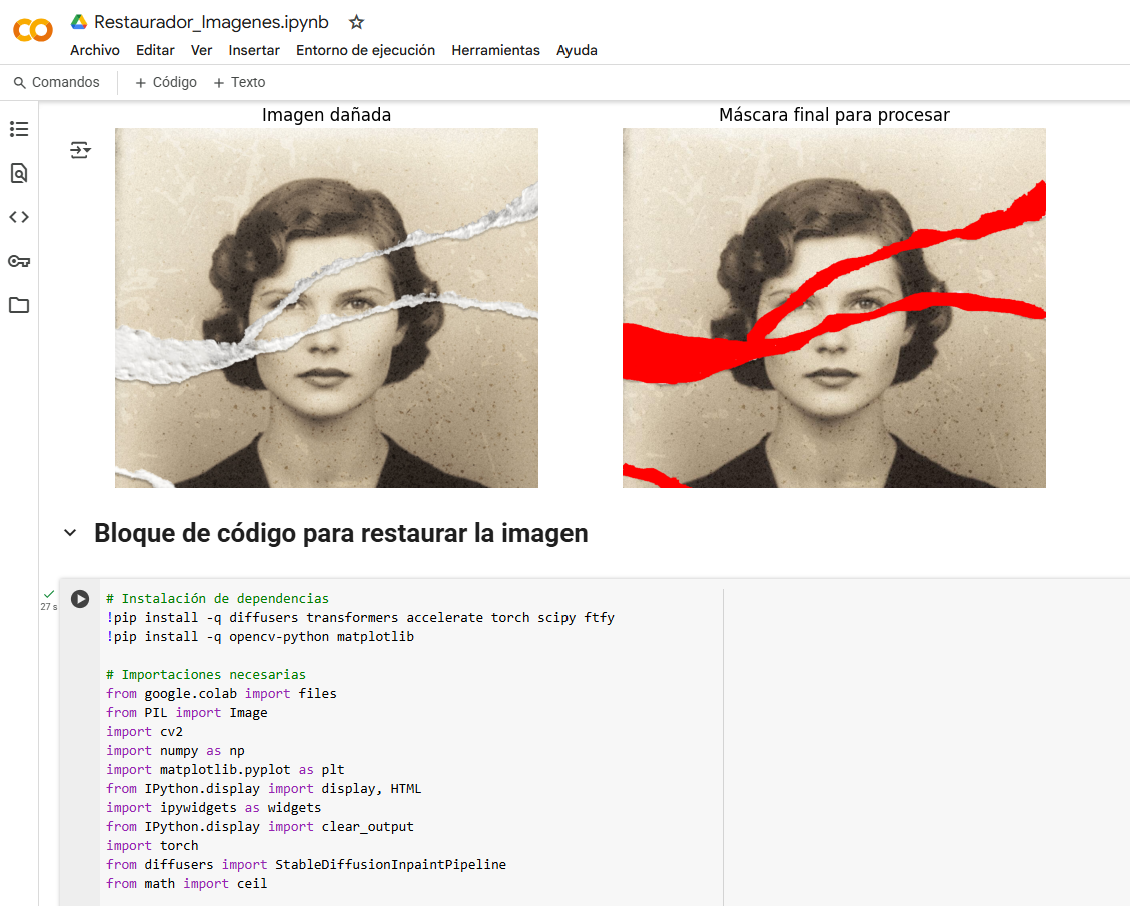 Restaurador_Imagenes.ipynb
Archivo Editar Ver Insertar Entorno de ejecución Herramientas Ayuda
Comandos + Código + Texto
Imagen dañada Máscara final para procesar
Bloque de código para restaurar la imagen
27 s
# Instalación de dependencias
!pip install -q diffusers transformers accelerate torch scipy ftfy
!pip install -q opencv-python matplotlib
# Importaciones necesarias
from google.colab import files
from PIL import Image
import cv2
import numpy as np
import matplotlib.pyplot as plt
from IPython.display import display, HTML
import ipywidgets as widgets
from IPython.display import clear_output
import torch
from diffusers import StableDiffusionInpaintPipeline
from math import ceil